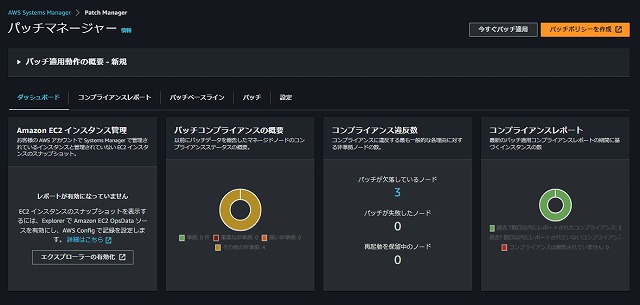 AWS Systems Manager > Patch Manager
パッチマネージャー 情報
今すぐパッチ適用
パッチポリシーを作成
パッチ適用動作の概要 - 新規
ダッシュボード
コンプライアンスレポート
パッチベースライン
パッチ
設定
Amazon EC2 インスタンス管理
お客様の AWS アカウントで Systems Manager で管理されているインスタンスと管理されていない EC2 インスタンスのスナップショット。
レポートが有効になっていません
EC2 インスタンスのスナップショットを表示するには、Explorer で Amazon EC2 OpsData ソースを有効にし、AWS Config で記録を設定します。 詳細はこちら
エクスプローラーの有効化
パッチコンプライアンスの概要
以前にパッチデータを報告したマネージドノードのコンプライアンスステータスの概要。
準拠: 0 件
重要な非準拠: 0
高い非準拠: 0
その他の非準拠: 4
コンプライアンス違反数
コンプライアンスに違反する最も一般的な各理由に対する非準拠ノードの数。
パッチが欠落しているノード
3
パッチが失敗したノード
0
再起動を保留中のノード
0
コンプライアンスレポート
最新のパッチ適用コンプライアンスレポートの期間に基づくインスタンスの数
過去 7 数日以内にレポートされたコンプライアンス:
過去7 数日以内にレポートされていないコンプライアンス
コンプライアンスは報告されていません: 0